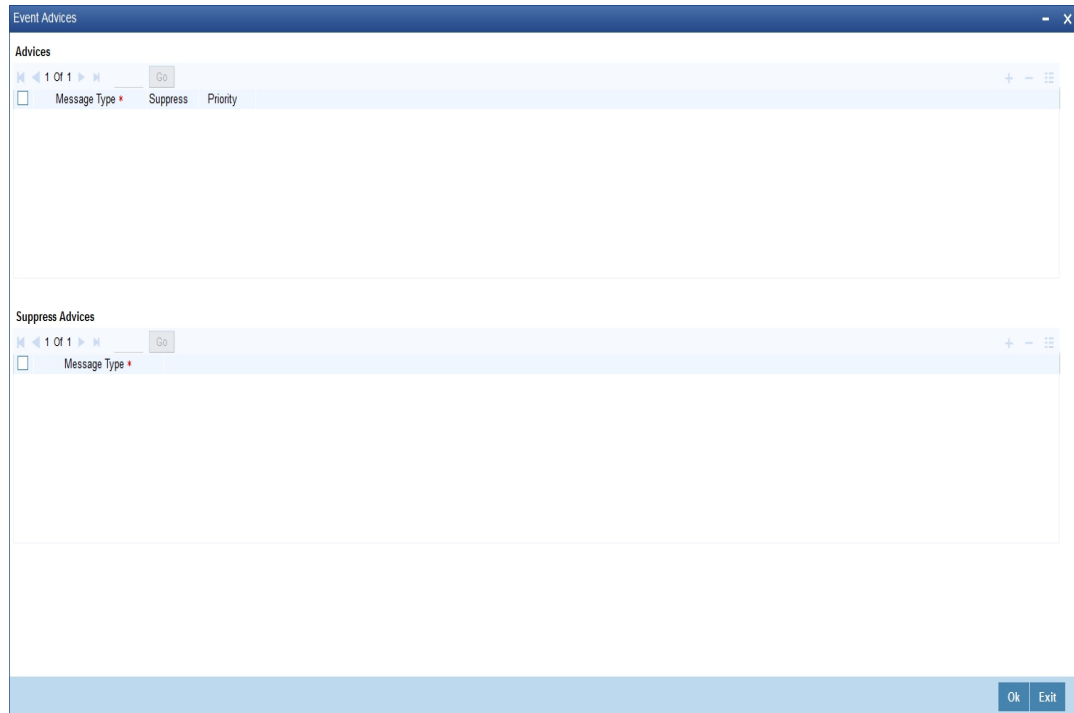 Event Advices
Advices
1 Of 1 Go
Message Type * Suppress Priority
Suppress Advices
1 Of 1 Go
Message Type *
Ok Exit